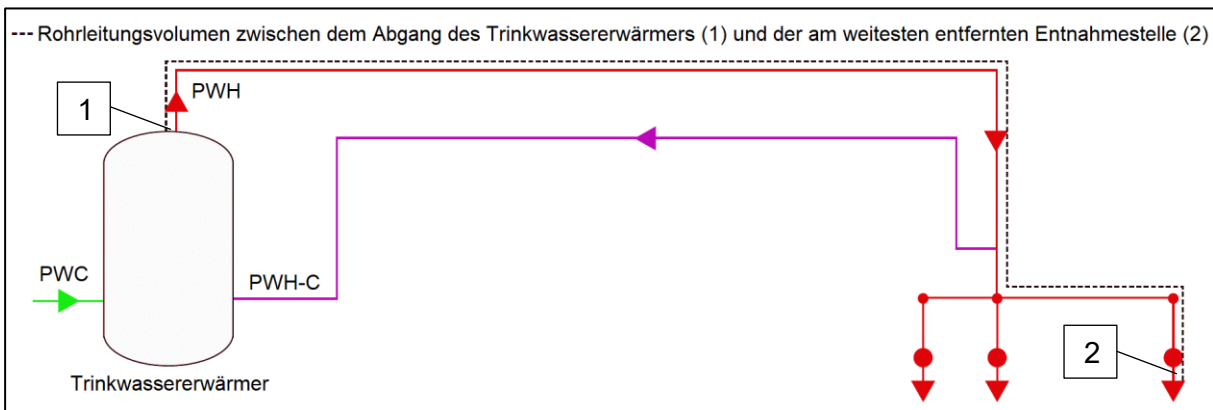 --- Rohrleitungsvolumen zwischen dem Abgang des Trinkwassererwärmers (1) und der am weitesten entfernten Entnahmestelle (2)
1
PWH
PWC
PWH-C
2
Trinkwassererwärmer